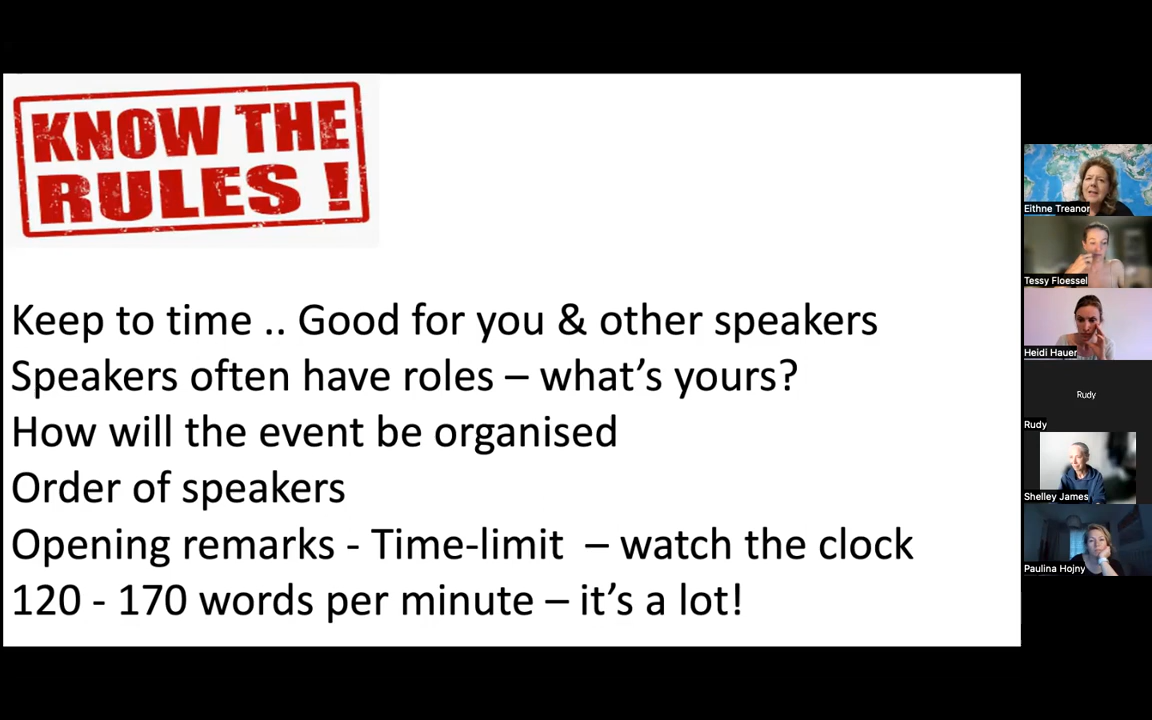 KNOW THE
RULES !
Keep to time .. Good for you & other speakers
Speakers often have roles – what's yours?
How will the event be organised
Order of speakers
Opening remarks - Time-limit – watch the clock
120 - 170 words per minute – it's a lot!
Eithne Treanor
Tessy Floessel
Heidi Hauer
Rudy
Rudy
Shelley James
Paulina Hojny